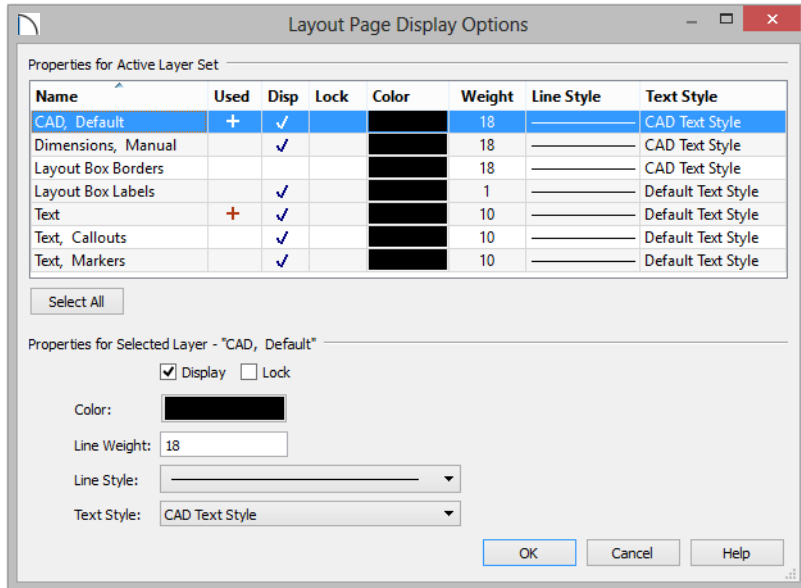 Layout Page Display Options
Properties for Active Layer Set
Name Used Disp Lock Color Weight Line Style Text Style
CAD, Default 18 CAD Text Style
Dimensions, Manual 18 CAD Text Style
Layout Box Borders 18 CAD Text Style
Layout Box Labels 1 Default Text Style
Text 10 Default Text Style
Text, Callouts 10 Default Text Style
Text, Markers 10 Default Text Style
Select All
Properties for Selected Layer - "CAD, Default"
Display Lock
Color:
Line Weight: 18
Line Style:
Text Style: CAD Text Style
OK Cancel Help